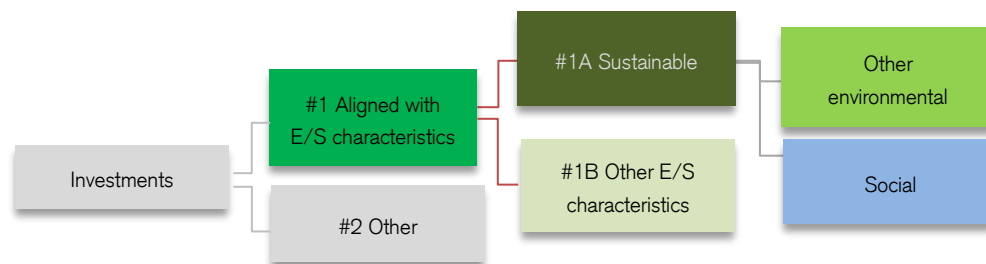 Investments
#1 Aligned with
E/S characteristics
#2 Other
#1A Sustainable
#1B Other E/S
characteristics
Other
environmental
Social